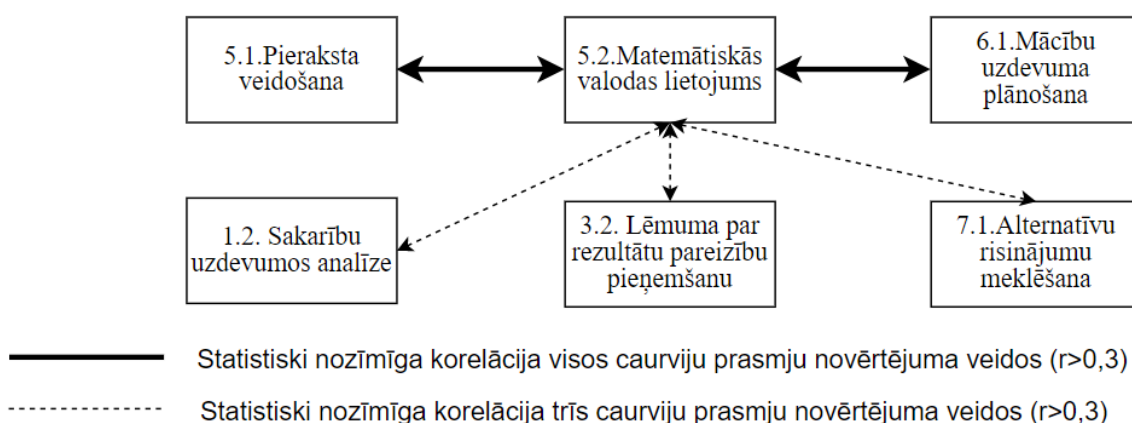 5.1.Pieraksta
veidošana
5.2.Matemātiskās
valodas lietojums
6.1.Mācību
uzdevuma
plānošana
1.2. Sakarību
uzdevumos analīze
3.2. Lēmuma par
rezultātu pareizību
pieņemšanu
7.1.Alternatīvu
risinājumu
meklēšana
Statistiski nozīmīga korelācija visos caurviju prasmju novērtējuma veidos (r>0,3)
Statistiski nozīmīga korelācija trīs caurviju prasmju novērtējuma veidos (r>0,3)